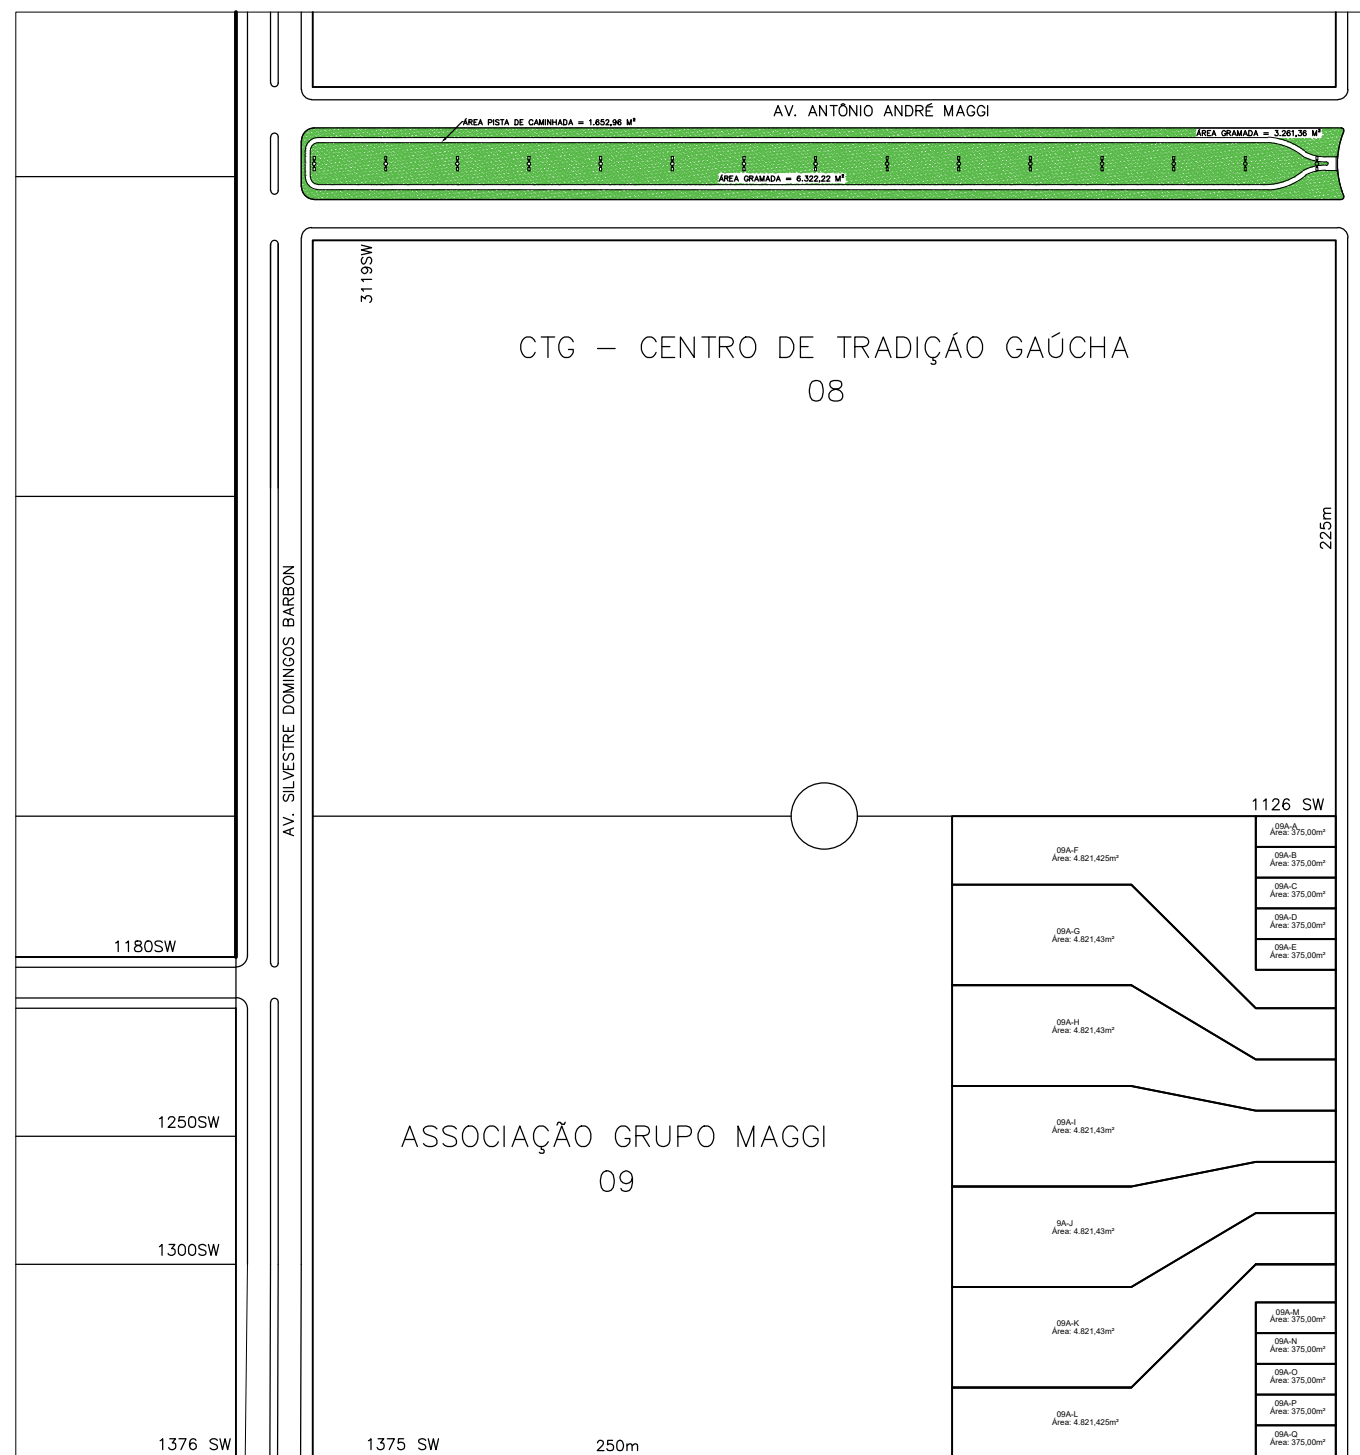 AV. ANTÔNIO ANDRÉ MAGGI
ÁREA PISTA DE CAMINHADA = 1.652,96 M²
ÁREA GRAMADA = 3.261,36 M²
ÁREA GRAMADA = 6.322,22 M²
3119SW
CTG – CENTRO DE TRADIÇÁO GAÚCHA
08
225m
AV. SILVESTRE DOMINGOS BARBON
1126 SW
09A-A
Área: 375,00m²
09A-B
Área: 375,00m²
09A-C
Área: 375,00m²
09A-D
Área: 375,00m²
09A-E
Área: 375,00m²
09A-F
Área: 4.821,425m²
09A-G
Área: 4.821,43m²
09A-H
Área: 4.821,43m²
09A-I
Área: 4.821,43m²
9A-J
Área: 4.821,43m²
09A-K
Área: 4.821,43m²
09A-L
Área: 4.821,425m²
1180SW
1250SW
1300SW
1376 SW
ASSOCIAÇÃO GRUPO MAGGI
09
09A-M
Área: 375,00m²
09A-N
Área: 375,00m²
09A-O
Área: 375,00m²
09A-P
Área: 375,00m²
09A-Q
Área: 375,00m²
1375 SW
250m